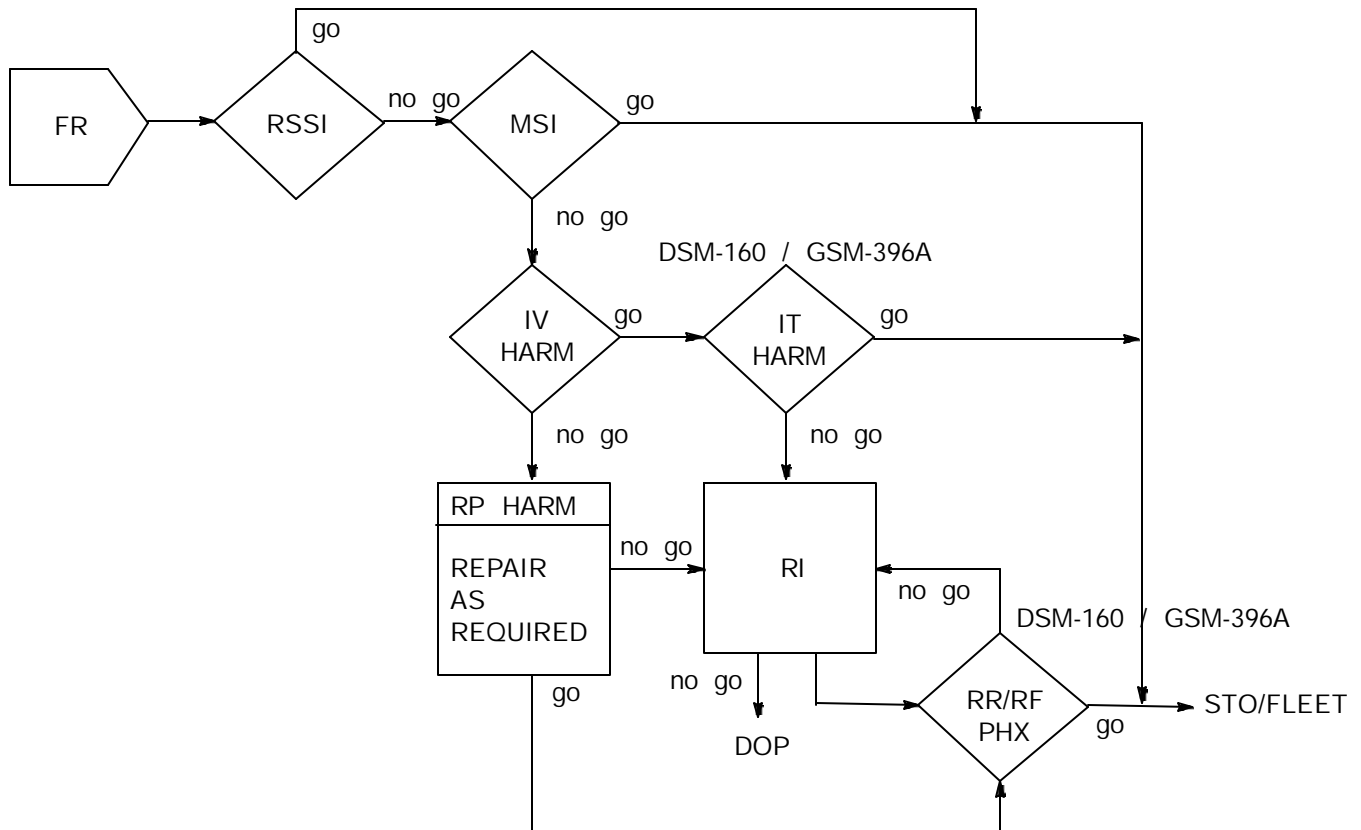 go
FR
RSSI
no go
MSI
go
no go
DSM-160 / GSM-396A
IV
HARM
go
IT
HARM
go
no go
no go
RP HARM
REPAIR
AS
REQUIRED
no go
RI
no go
DSM-160 / GSM-396A
go
no go
DOP
RR/RF
PHX
go
STO/FLEET